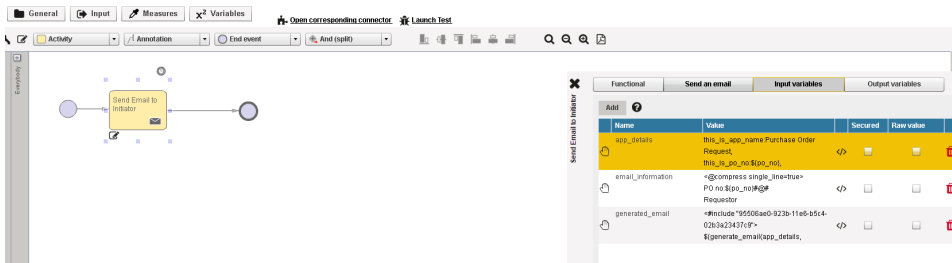 General Input Measures x² Variables Open corresponding connector Launch Test
Activity Annotation End event And (split)
Everybody
Send Email to
Initiator
Send Email to Initiator
Functional Send an email Input variables Output variables
Add
Name Value Secured Raw value
app_details this_is_app_name:Purchase Order
Request,
this_is_po_no:${po_no},
email_information <@compress single_line=true>
PO no:${po_no}#@#
Requestor
generated_email <#include "95506ae0-923b-11e6-b5c4-
02b3a23437c9">
${generate_email(app_details,